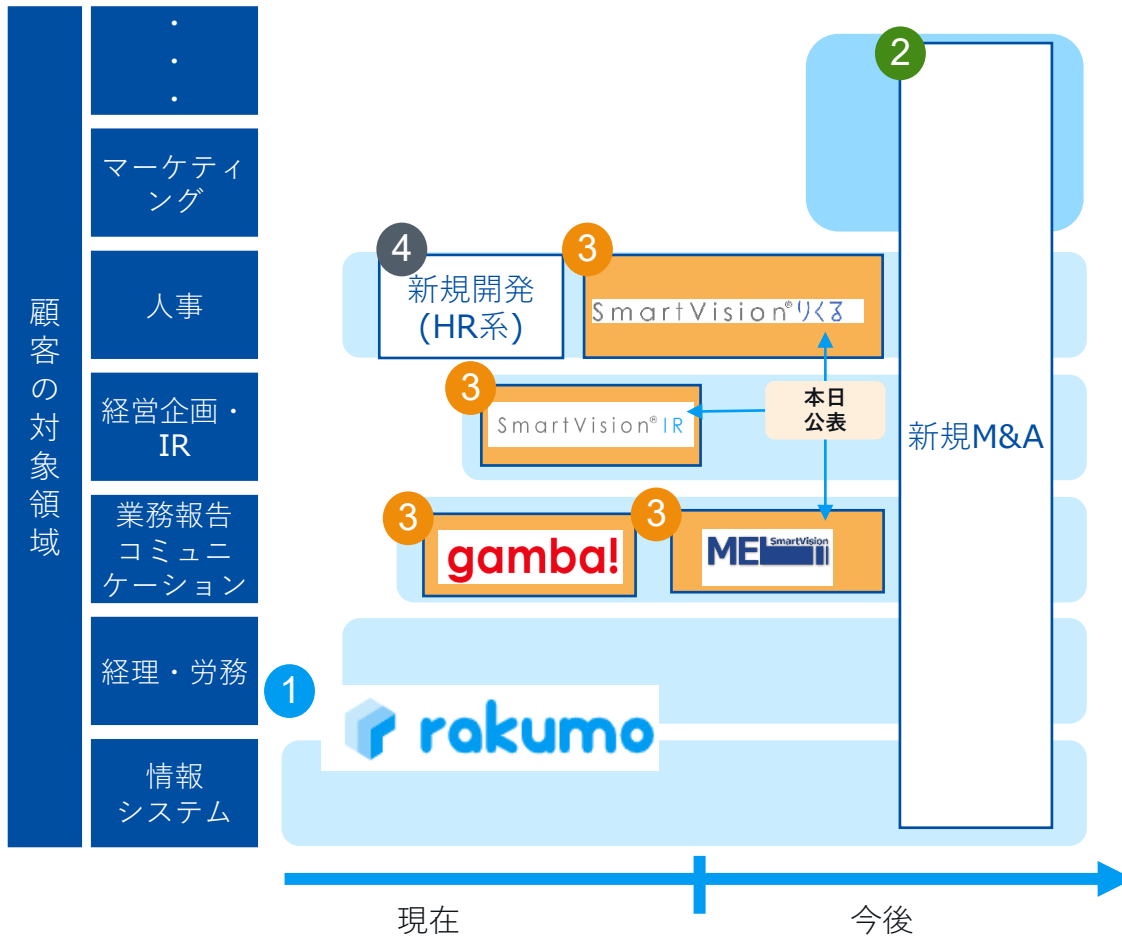 顧客の対象領域
・
・
・
マーケティ
ング
人事
経営企画・
IR
業務報告
コミュニ
ケーション
経理・労務
情報
システム
2
新規M&A
4
新規開発
(HR系)
3
SmartVision®りくる
3
SmartVision®IR
本日
公表
3
gamba!
3
ME SmartVision
1
rakumo
現在
今後